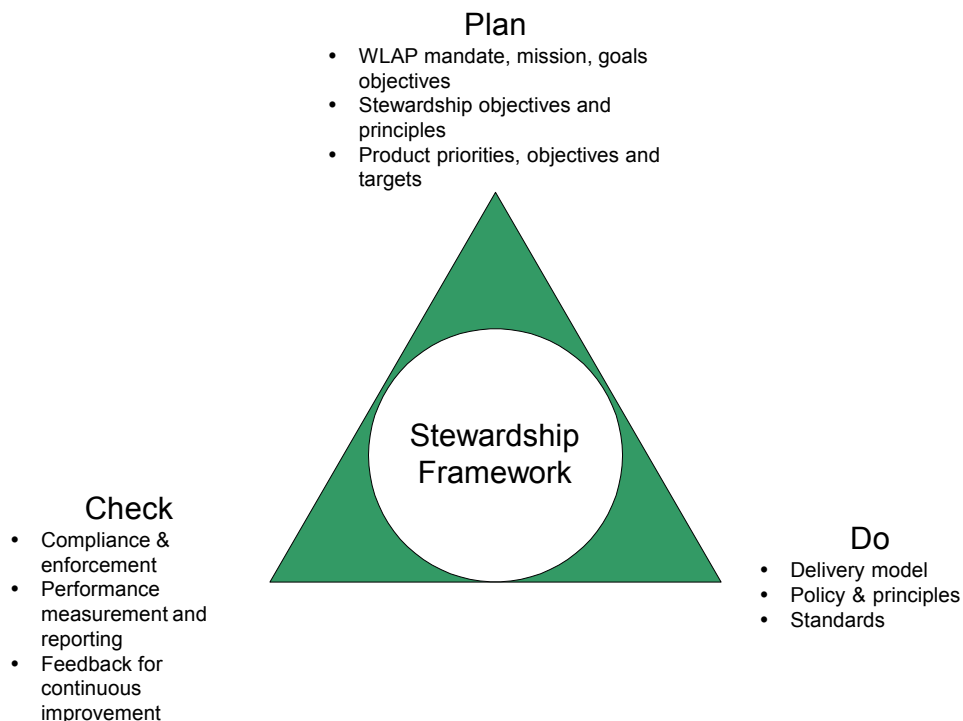 Plan
• WLAP mandate, mission, goals
objectives
• Stewardship objectives and
principles
• Product priorities, objectives and
targets
Stewardship
Framework
Check
• Compliance &
enforcement
• Performance
measurement and
reporting
• Feedback for
continuous
improvement
Do
• Delivery model
• Policy & principles
• Standards